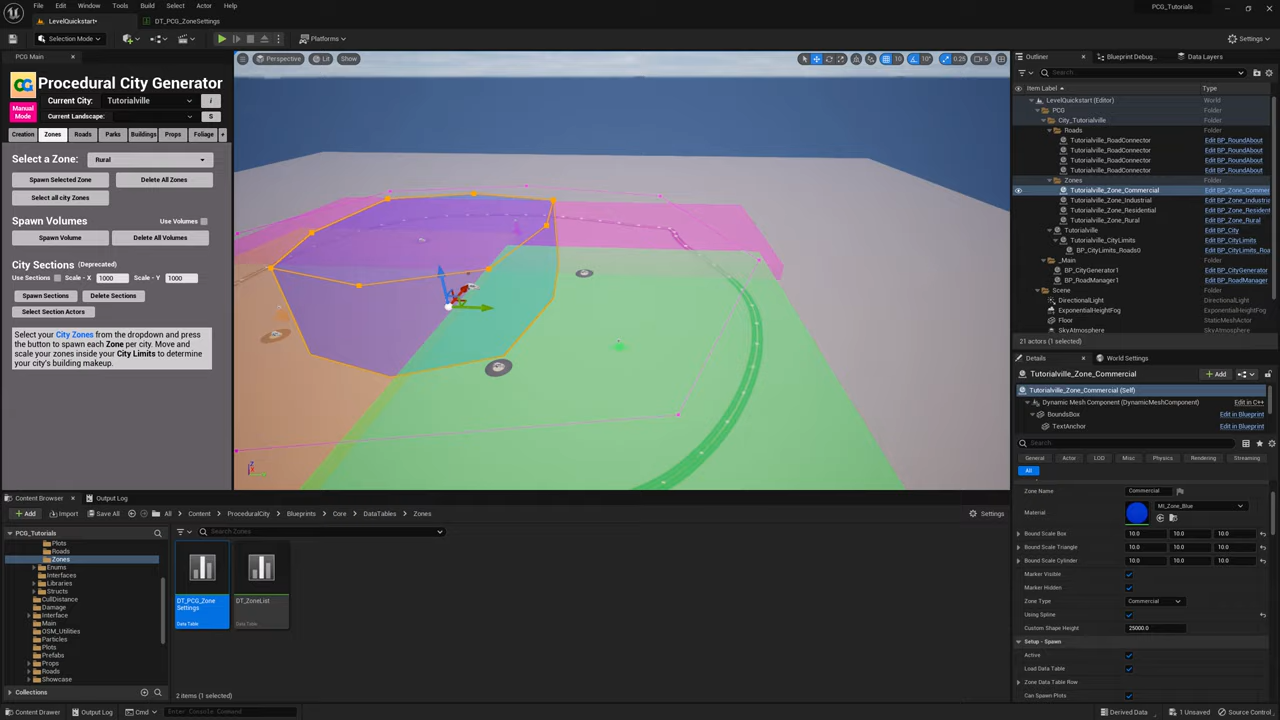 File Edit Window Tools Build Select Actor Help
PCG_Tutorials
LevelQuickstart*
DT_PCG_ZoneSettings
Selection Mode
Platforms
Settings
PCG Main
Procedural City Generator
Manual
Mode
Current City: Tutorialville i
Current Landscape: S
Creation Zones Roads Parks Buildings Props Foliage
Select a Zone: Rural
Spawn Selected Zone Delete All Zones
Select all city Zones
Spawn Volumes Use Volumes
Spawn Volume Delete All Volumes
City Sections (Deprecated)
Use Sections Scale - X 1000 Scale - Y 1000
Spawn Sections Delete Sections
Select Section Actors
Select your City Zones from the dropdown and press
the button to spawn each Zone per city. Move and
scale your zones inside your City Limits to determine
your city's building makeup.
Perspective Lit Show
10 10° 0.25 5
Outliner Blueprint Debug... Data Layers
Search
Item Label Type
LevelQuickstart (Editor) World
PCG Folder
City_Tutorialville Folder
Roads Folder
Tutorialville_RoadConnector Edit BP_RoundAbout
Tutorialville_RoadConnector Edit BP_RoundAbout
Tutorialville_RoadConnector Edit BP_RoundAbout
Tutorialville_RoadConnector Edit BP_RoundAbout
Zones Folder
Tutorialville_Zone_Commercial Edit BP_Zone_Commer
Tutorialville_Zone_Industrial Edit BP_Zone_Industria
Tutorialville_Zone_Residential Edit BP_Zone_Resident
Tutorialville_Zone_Rural Edit BP_Zone_Rural
Tutorialville Edit BP_City
Tutorialville_CityLimits Edit BP_CityLimits
BP_CityLimits_Roads0 Edit BP_CityLimits_Roa
_Main Folder
BP_CityGenerator1 Edit BP_CityGenerator
BP_RoadManager1 Edit BP_RoadManager
Scene Folder
DirectionalLight DirectionalLight
ExponentialHeightFog ExponentialHeightFog
Floor StaticMeshActor
SkyAtmosphere SkyAtmosphere
21 actors (1 selected)
Details World Settings
Tutorialville_Zone_Commercial Add
Tutorialville_Zone_Commercial (Self)
Dynamic Mesh Component (DynamicMeshComponent) Edit in C++
BoundsBox Edit in Blueprint
TextAnchor Edit in Blueprint
Search
General Actor LOD Misc Physics Rendering Streaming
All
Zone Name Commercial
Material MI_Zone_Blue
Bound Scale Box 10.0 10.0 10.0
Bound Scale Triangle 10.0 10.0 10.0
Bound Scale Cylinder 10.0 10.0 10.0
Marker Visible
Marker Hidden
Zone Type Commercial
Using Spline
Custom Shape Height 25000.0
Setup - Spawn
Active
Load Data Table
Zone Data Table Row
Can Spawn Plots
Content Browser Output Log
Add Import Save All All Content ProceduralCity Blueprints Core DataTables Zones Settings
PCG_Tutorials
Search Zones
Plots
Roads
Zones
Enums
Interfaces
Libraries
Structs
CullDistance
Damage
Interface
Main
OSM_Utilities
Particles
Plots
Prefabs
Props
Roads
Showcase
Collections
DT_PCG_Zone
Settings
Data Table
DT_ZoneList
Data Table
2 items (1 selected)
Content Drawer Output Log Cmd Enter Console Command
Derived Data 1 Unsaved Source Control